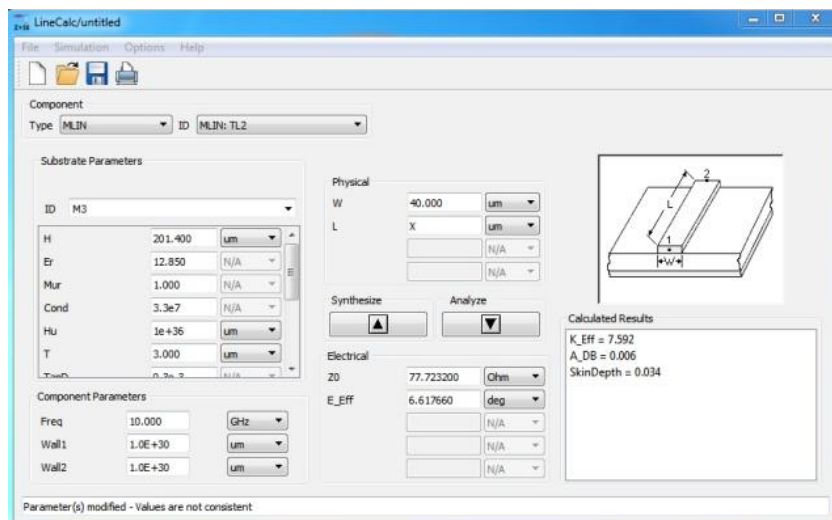 LineCalc/untitled
File Simulation Options Help
Component
Type MLIN ID MLIN: TL2
Substrate Parameters
ID M3
H 201.400 um
Er 12.850 N/A
Mur 1.000 N/A
Cond 3.3e7 N/A
Hu 1e+36 um
T 3.000 um
TanD N/A
Component Parameters
Freq 10.000 GHz
Wall1 1.0E+30 um
Wall2 1.0E+30 um
Physical
W 40.000 um
L X um
N/A
N/A
Synthesize Analyze
Electrical
Z0 77.723200 Ohm
E_Eff 6.617660 deg
N/A
N/A
N/A
2
L
1
W
Calculated Results
K_Eff = 7.592
A_DB = 0.006
SkinDepth = 0.034
Parameter(s) modified - Values are not consistent